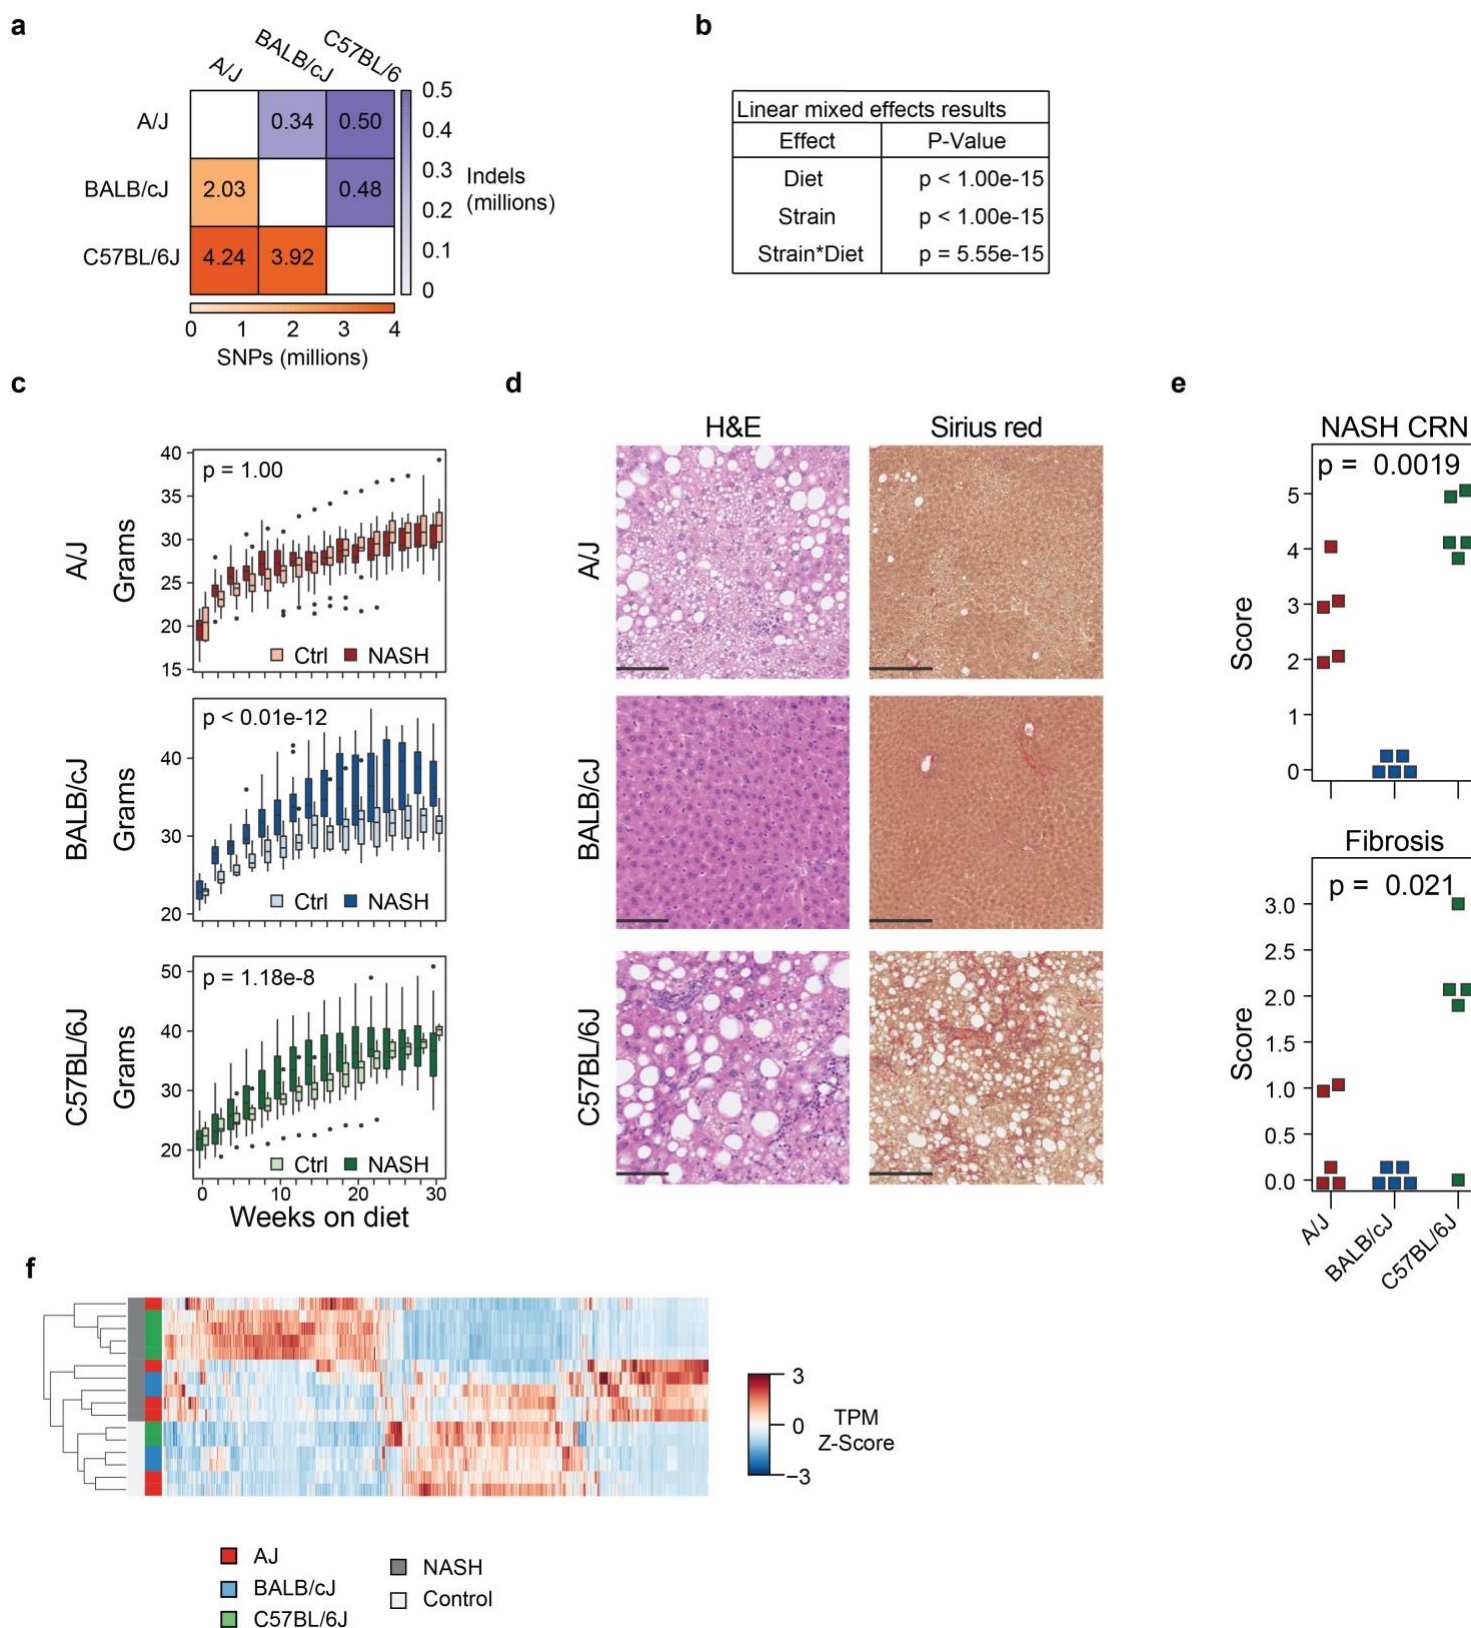 a
A/J
BALB/cJ
C57BL/6
A/J
0.34
0.50
BALB/cJ
2.03
0.48
C57BL/6J
4.24
3.92
0.5
0.4
0.3
0.2
0.1
0
Indels
(millions)
0 1 2 3 4
SNPs (millions)
b
Linear mixed effects results
Effect P-Value
Diet p < 1.00e-15
Strain p < 1.00e-15
Strain*Diet p = 5.55e-15
c
A/J
Grams
40
35
30
25
20
15
p = 1.00
Ctrl NASH
BALB/cJ
Grams
40
30
20
p < 0.01e-12
Ctrl NASH
C57BL/6J
Grams
50
40
30
20
p = 1.18e-8
Ctrl NASH
0 10 20 30
Weeks on diet
d
H&E Sirius red
A/J
BALB/cJ
C57BL/6J
e
NASH CRN
p = 0.0019
Score
5
4
3
2
1
0
Fibrosis
p = 0.021
Score
3.0
2.5
2.0
1.5
1.0
0.5
0.0
A/J
BALB/cJ
C57BL/6J
f
3
0
−3
TPM
Z-Score
AJ
BALB/cJ
C57BL/6J
NASH
Control